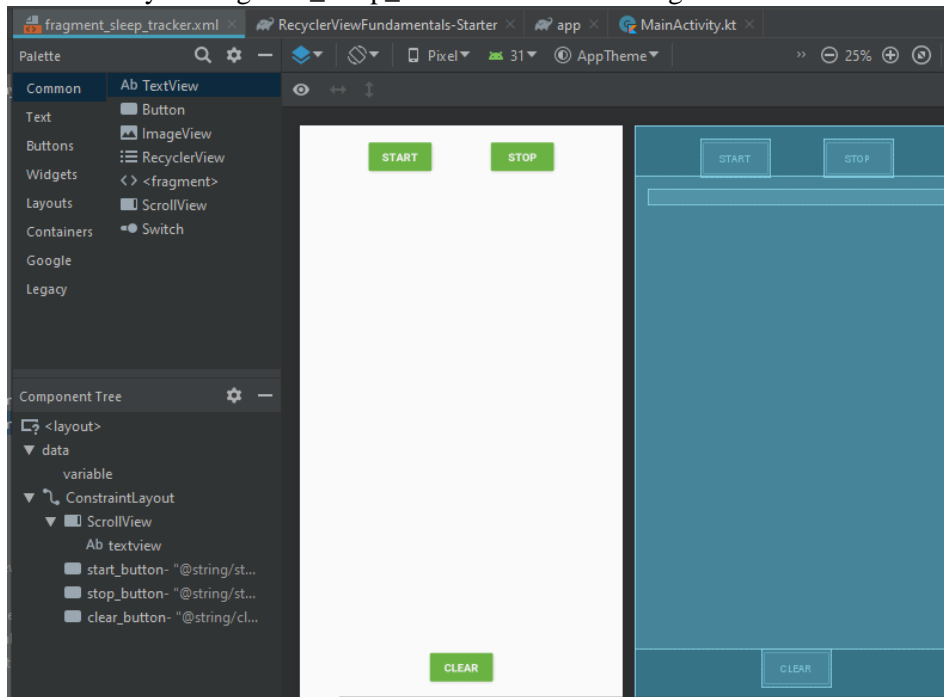 fragment_sleep_tracker.xml RecyclerViewFundamentals-Starter app MainActivity.kt
Palette Pixel 31 AppTheme 25%
Common
Text
Buttons
Widgets
Layouts
Containers
Google
Legacy
Ab TextView
Button
ImageView
RecyclerView
<fragment>
ScrollView
Switch
START STOP
START STOP
Component Tree
<layout>
data
variable
ConstraintLayout
ScrollView
Ab textview
start_button- "@string/st...
stop_button- "@string/st...
clear_button- "@string/cl...
CLEAR
CLEAR